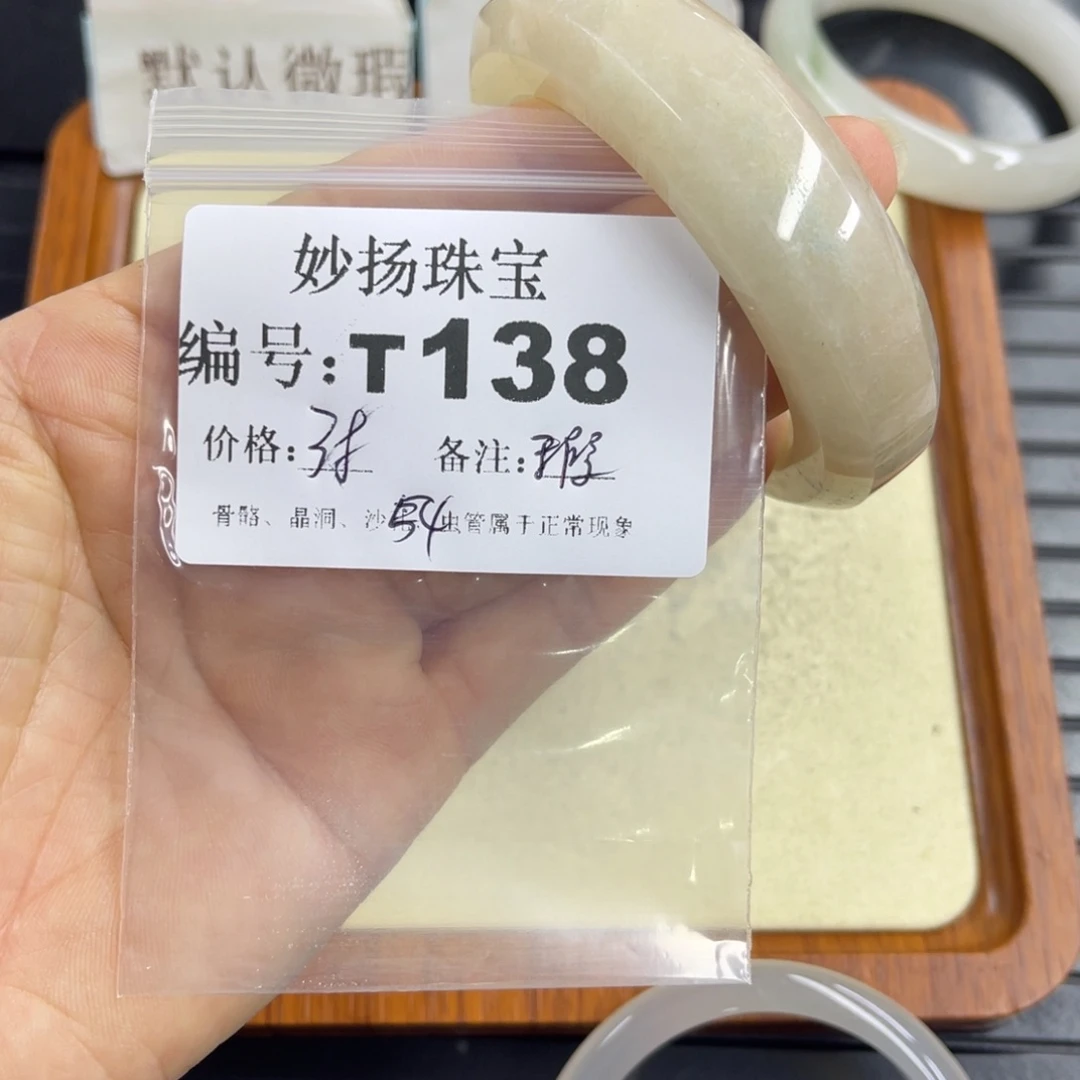 默认微瑕
妙扬珠宝
编号:T138
价格: 备注:瑕
骨骼、晶洞、沙 虫管属于正常现象
54